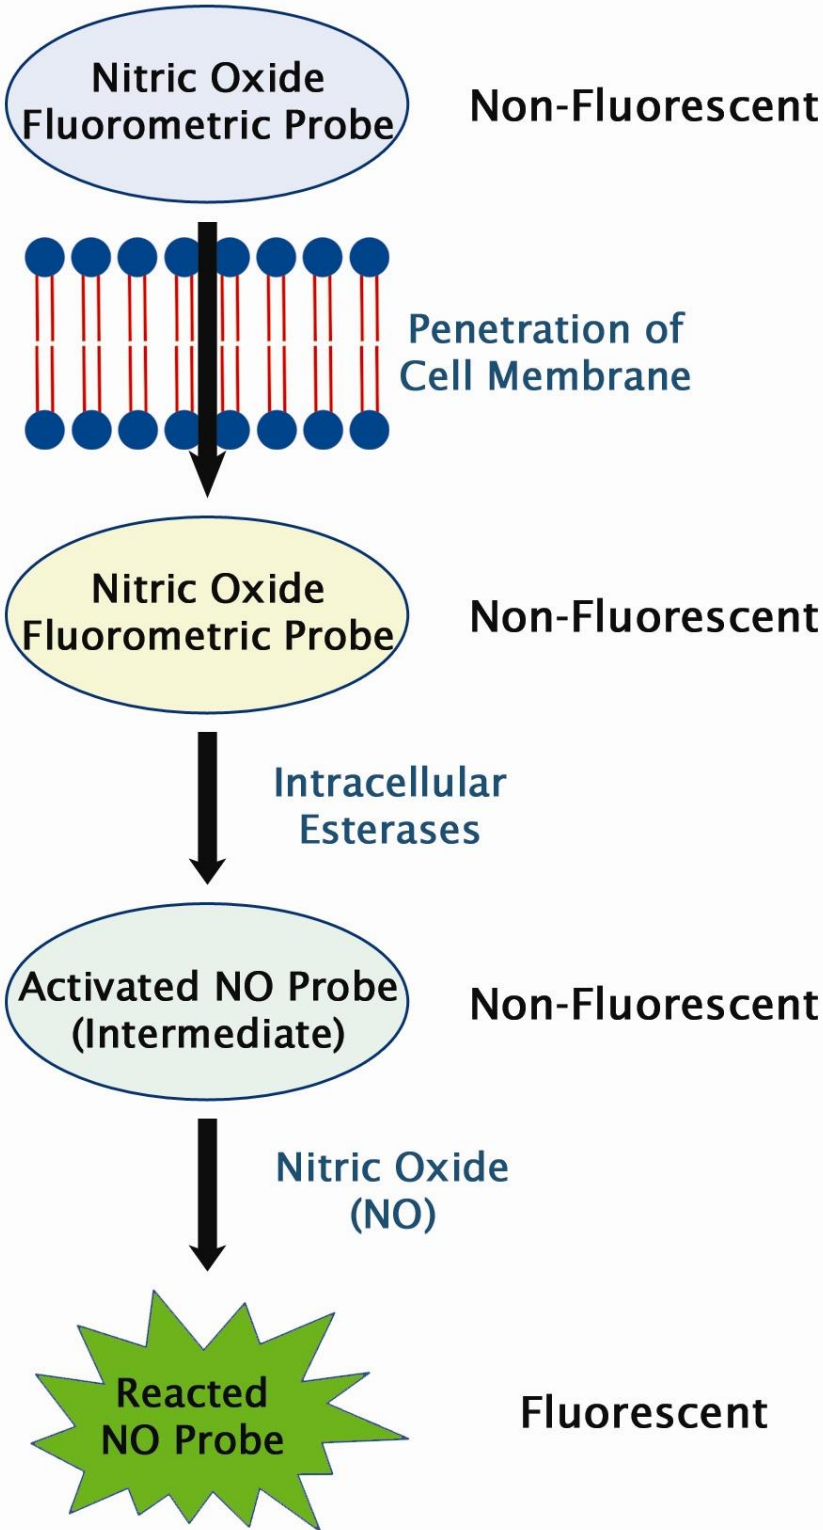 Nitric Oxide
Fluorometric Probe
Non-Fluorescent
Penetration of
Cell Membrane
Nitric Oxide
Fluorometric Probe
Non-Fluorescent
Intracellular
Esterases
Activated NO Probe
(Intermediate)
Non-Fluorescent
Nitric Oxide
(NO)
Reacted
NO Probe
Fluorescent